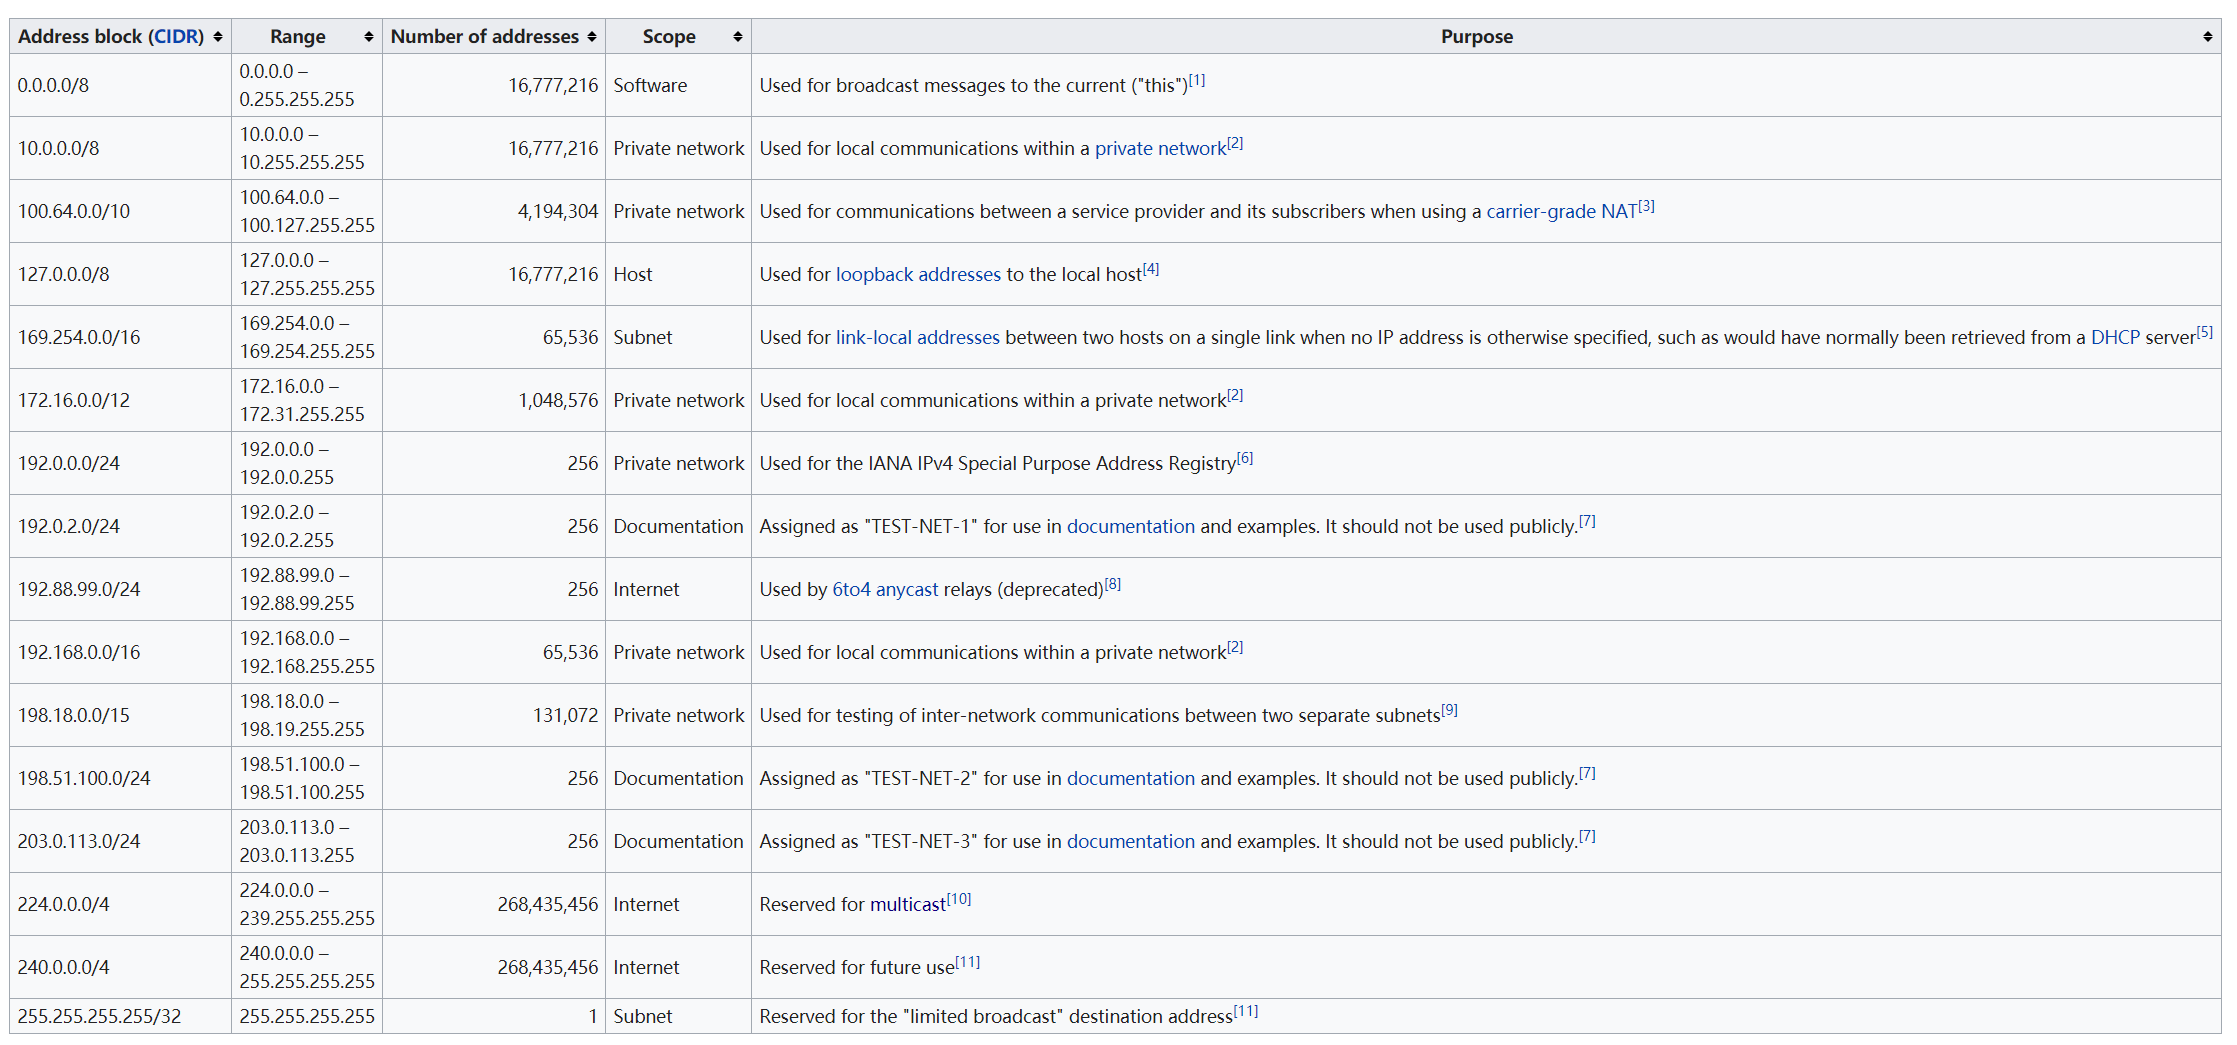 Address block (CIDR) Range Number of addresses Scope Purpose
0.0.0.0/8 0.0.0.0 – 16,777,216 Software Used for broadcast messages to the current ("this")[1]
0.255.255.255
10.0.0.0/8 10.0.0.0 – 16,777,216 Private network Used for local communications within a private network[2]
10.255.255.255
100.64.0.0/10 100.64.0.0 – 4,194,304 Private network Used for communications between a service provider and its subscribers when using a carrier-grade NAT[3]
100.127.255.255
127.0.0.0/8 127.0.0.0 – 16,777,216 Host Used for loopback addresses to the local host[4]
127.255.255.255
169.254.0.0/16 169.254.0.0 – 65,536 Subnet Used for link-local addresses between two hosts on a single link when no IP address is otherwise specified, such as would have normally been retrieved from a DHCP server[5]
169.254.255.255
172.16.0.0/12 172.16.0.0 – 1,048,576 Private network Used for local communications within a private network[2]
172.31.255.255
192.0.0.0/24 192.0.0.0 – 256 Private network Used for the IANA IPv4 Special Purpose Address Registry[6]
192.0.0.255
192.0.2.0/24 192.0.2.0 – 256 Documentation Assigned as "TEST-NET-1" for use in documentation and examples. It should not be used publicly.[7]
192.0.2.255
192.88.99.0/24 192.88.99.0 – 256 Internet Used by 6to4 anycast relays (deprecated)[8]
192.88.99.255
192.168.0.0/16 192.168.0.0 – 65,536 Private network Used for local communications within a private network[2]
192.168.255.255
198.18.0.0/15 198.18.0.0 – 131,072 Private network Used for testing of inter-network communications between two separate subnets[9]
198.19.255.255
198.51.100.0/24 198.51.100.0 – 256 Documentation Assigned as "TEST-NET-2" for use in documentation and examples. It should not be used publicly.[7]
198.51.100.255
203.0.113.0/24 203.0.113.0 – 256 Documentation Assigned as "TEST-NET-3" for use in documentation and examples. It should not be used publicly.[7]
203.0.113.255
224.0.0.0/4 224.0.0.0 – 268,435,456 Internet Reserved for multicast[10]
239.255.255.255
240.0.0.0/4 240.0.0.0 – 268,435,456 Internet Reserved for future use[11]
255.255.255.255
255.255.255.255/32 255.255.255.255 1 Subnet Reserved for the "limited broadcast" destination address[11]